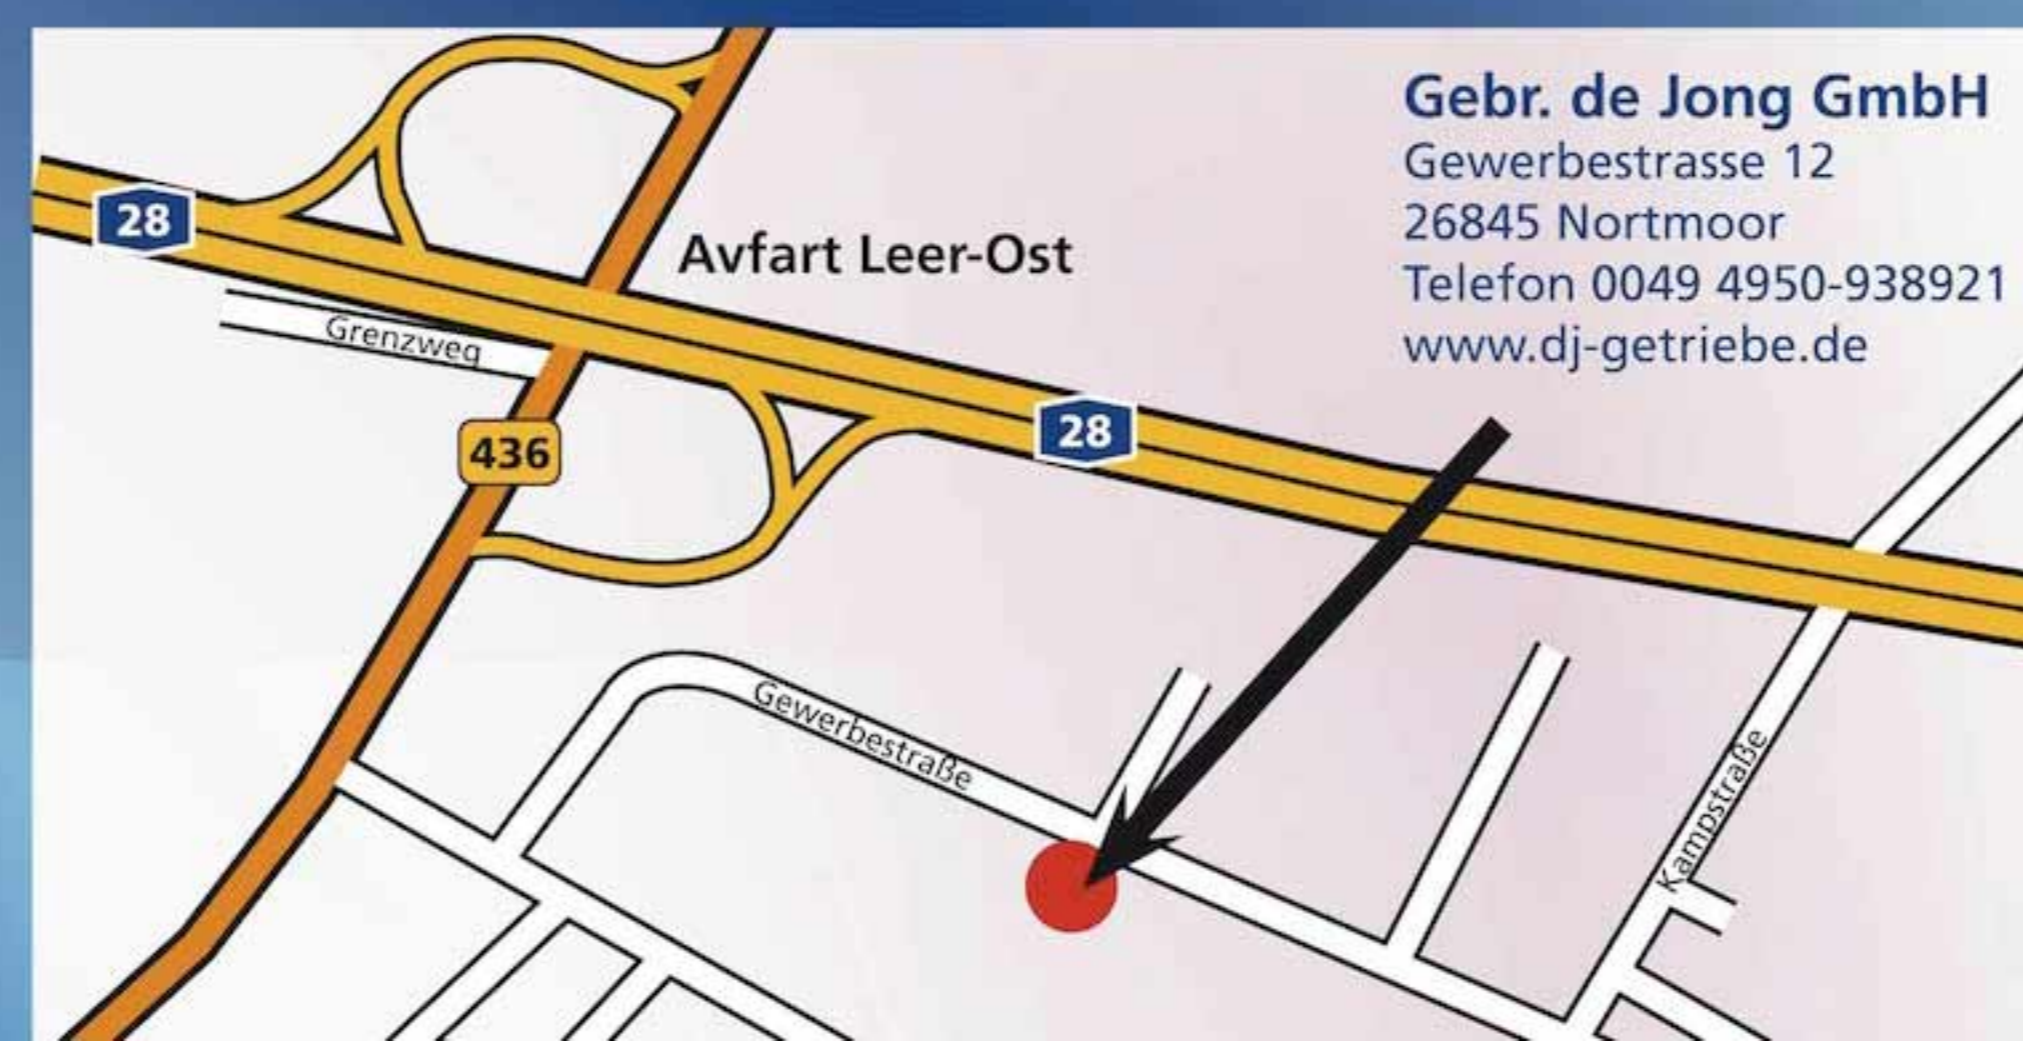 Gebr. de Jong GmbH
Gewerbestrasse 12
26845 Nortmoor
Telefon 0049 4950-938921
www.dj-getriebe.de
28
Avfart Leer-Ost
Grenzweg
436
28
Gewerbestraße
Kampstraße